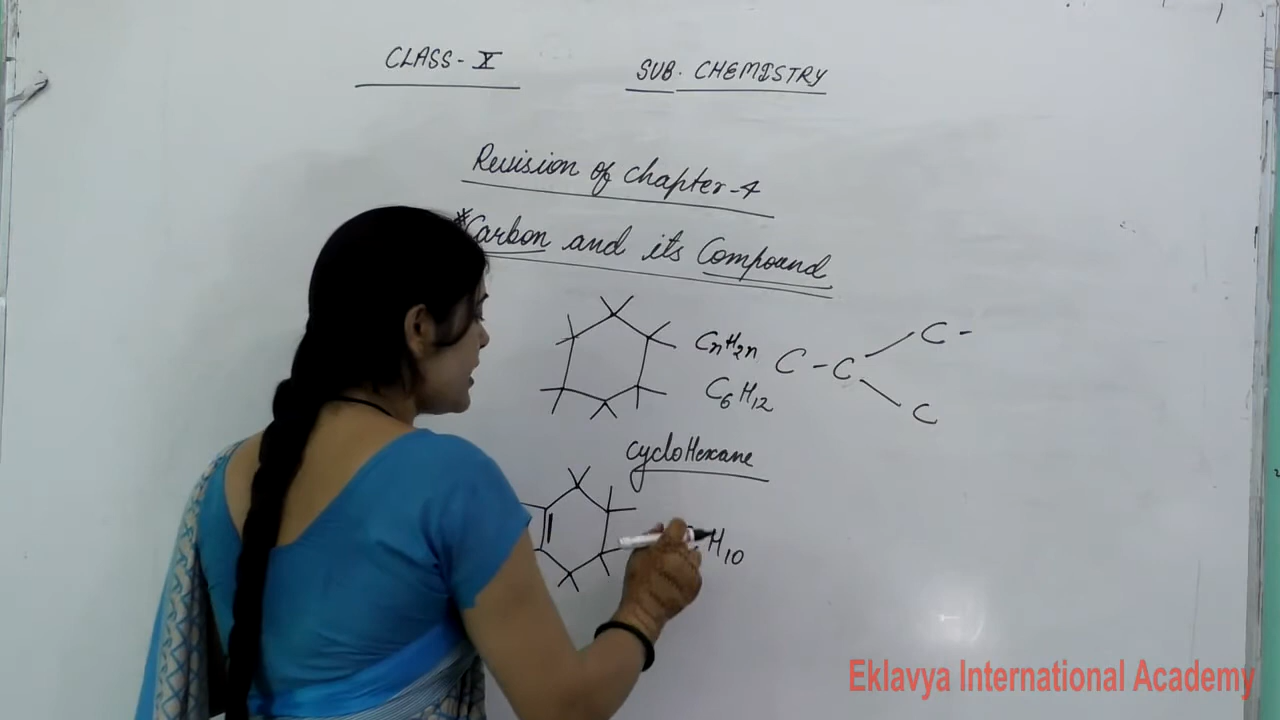 CLASS - X
SUB. CHEMISTRY
Revision of chapter-4
*Carbon and its Compound
CnH2n
C6H12
C - C
C -
C
cycloHexane
H10
Eklavya International Academy